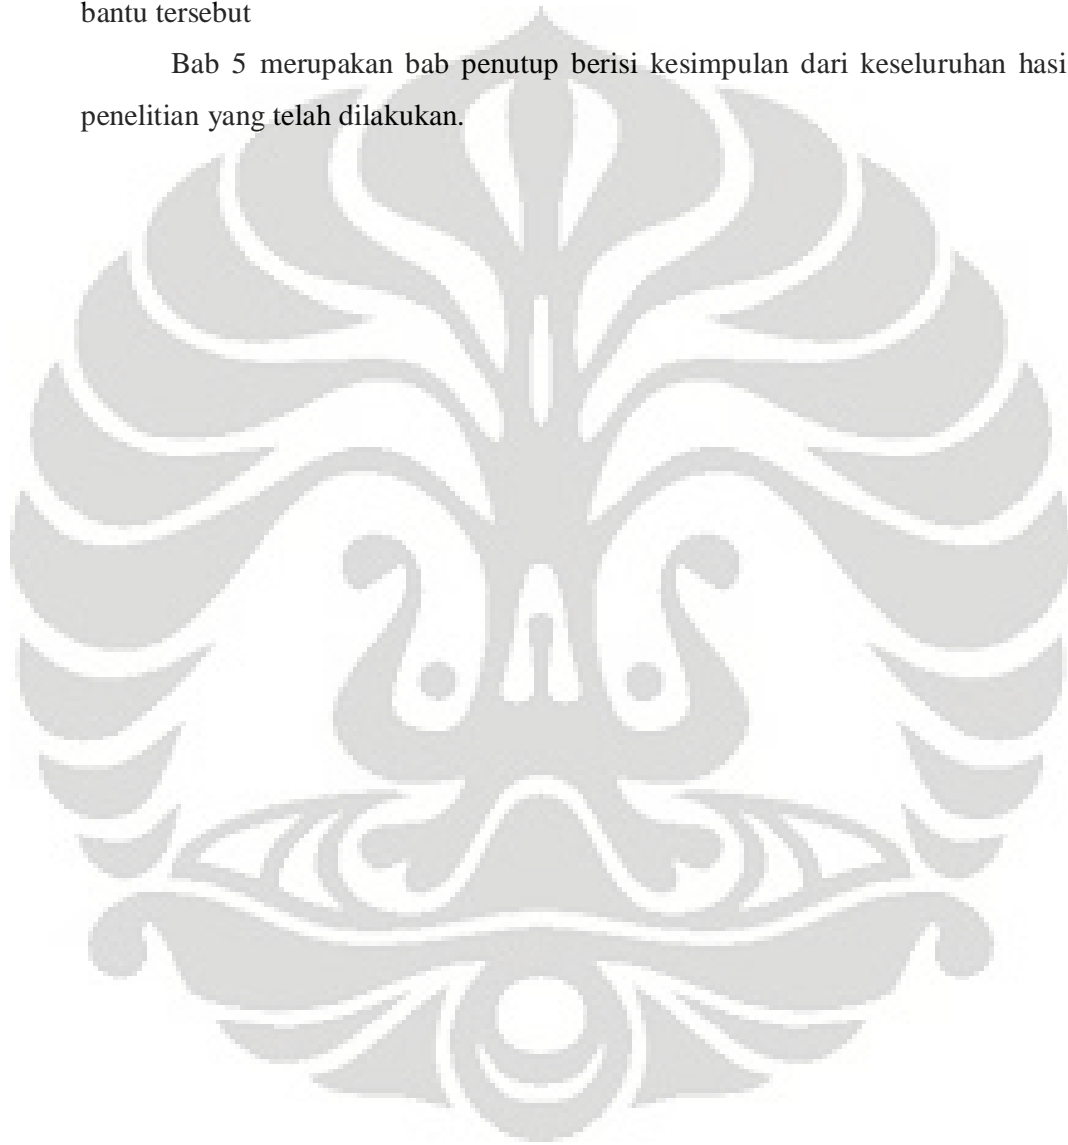 bantu tersebut
Bab 5 merupakan bab penutup berisi kesimpulan dari keseluruhan hasi
penelitian yang telah dilakukan.